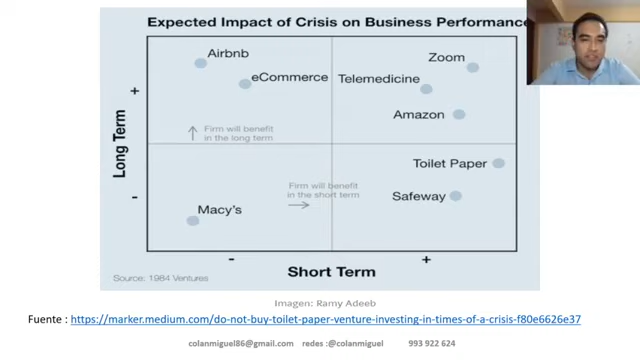 Expected Impact of Crisis on Business Performance
Airbnb
Zoom
eCommerce
Telemedicine
+
Amazon
Firm will benefit
in the long term
Long Term
Toilet Paper
Firm will benefit
in the short term
-
Safeway
Macy's
-
+
Short Term
Source: 1984 Ventures
Imagen: Ramy Adeeb
Fuente : https://marker.medium.com/do-not-buy-toilet-paper-venture-investing-in-times-of-a-crisis-f80e6626e37
colanmiguel86@gmail.com redes :@colanmiguel 993 922 624